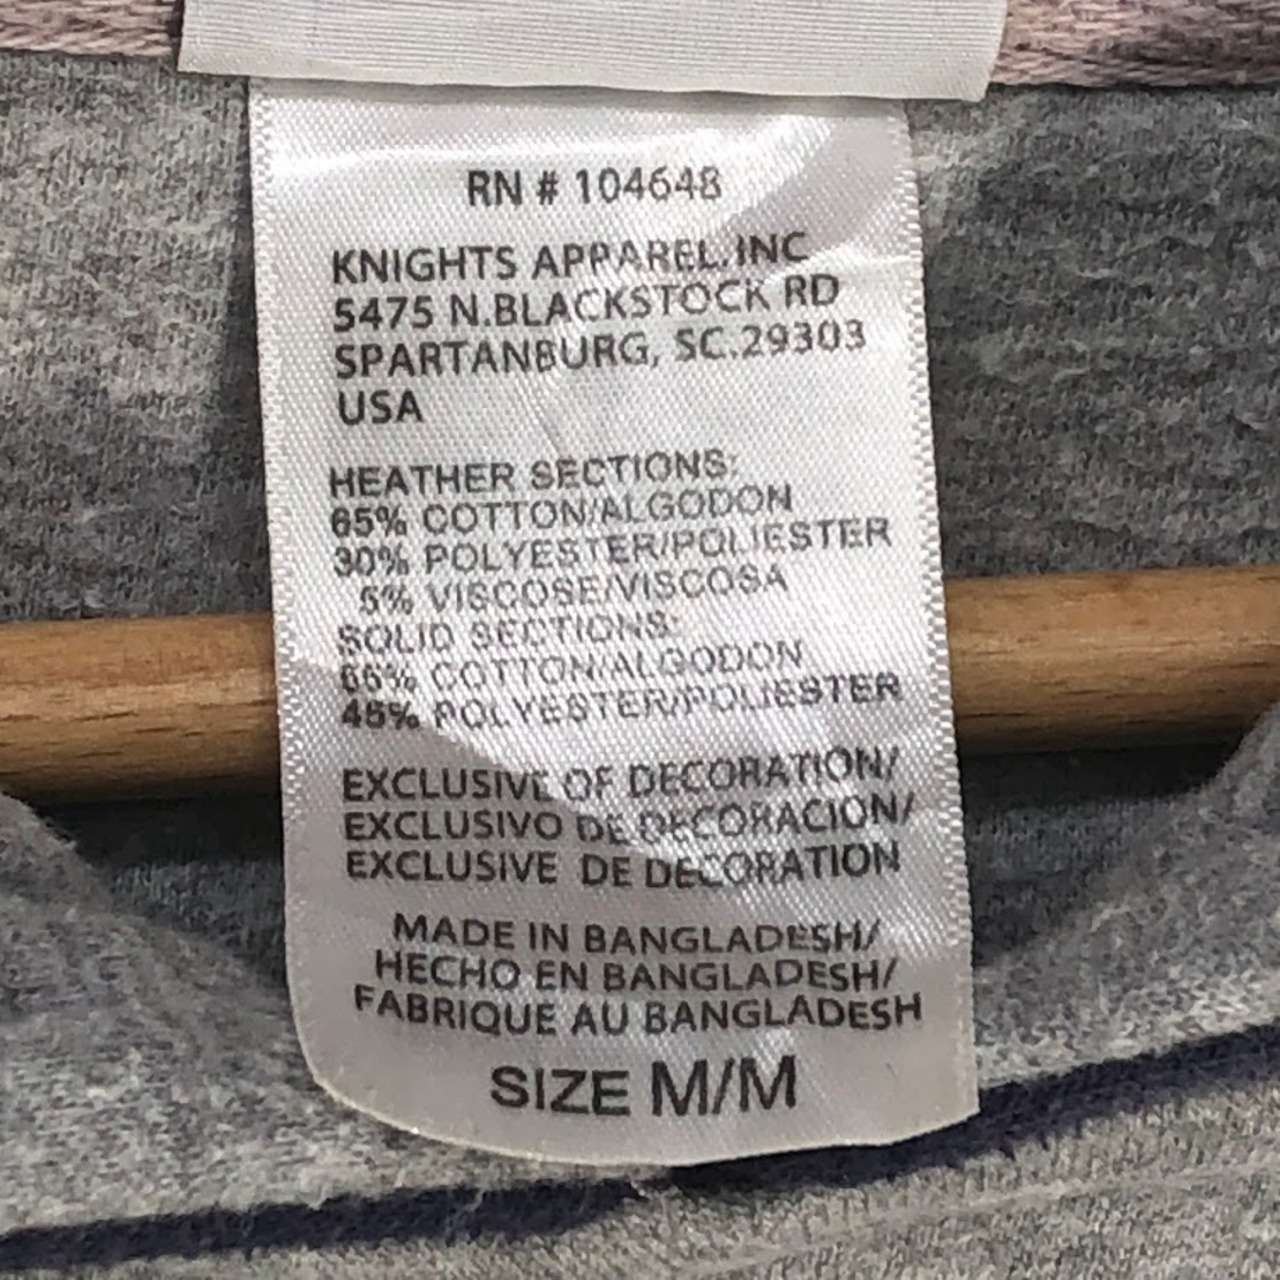 RN # 104648
KNIGHTS APPAREL.INC
5475 N.BLACKSTOCK RD
SPARTANBURG, SC.29303
USA
HEATHER SECTIONS:
65% COTTON/ALGODON
30% POLYESTER/POLIESTER
5% VISCOSE/VISCOSA
SOLID SECTIONS:
COTTON/ALGODON
45% POLYESTER/POLIESTER
EXCLUSIVE OF DECORATION/
EXCLUSIVO DE DECORACION/
EXCLUSIVE DE DECORATION
MADE IN BANGLADESH/
HECHO EN BANGLADESH/
FABRIQUE AU BANGLADESH
SIZE M/M